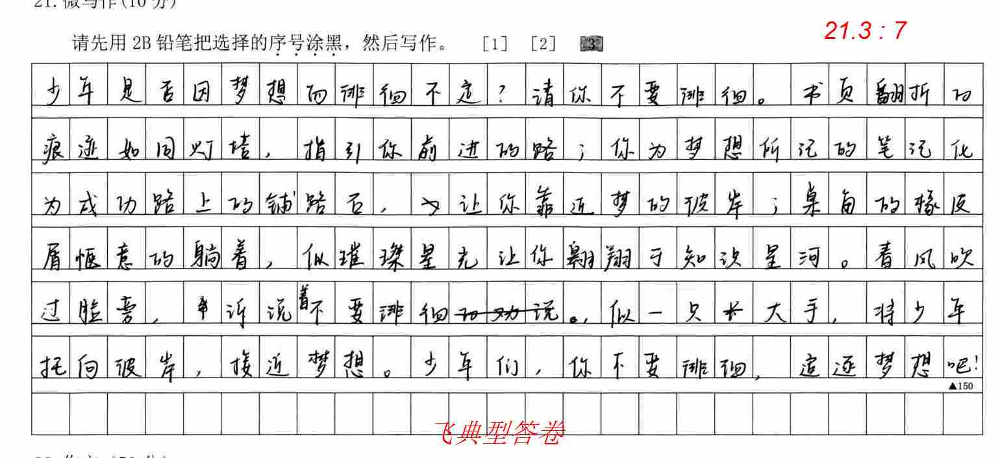 21. 微写作(10 分)
21.3 : 7
请先用 2B 铅笔把选择的序号涂黑，然后写作。 [1] [2] [3]
少年是否因梦想而徘徊不定？请你不要徘徊。书页翻折的
痕迹如同灯塔，指引你前进的路；你为梦想所记的笔记化
为成功路上的铺路石，让你靠近梦的彼岸；桌角的橡皮
屑惬意的躺着，似璀璨星光让你翱翔于知识星河。春风吹
过脸旁，诉说着不要徘徊。，似一只大手，将少年
托向彼岸，接近梦想。少年们，你不要徘徊，追逐梦想吧！
▲150
飞典型答卷